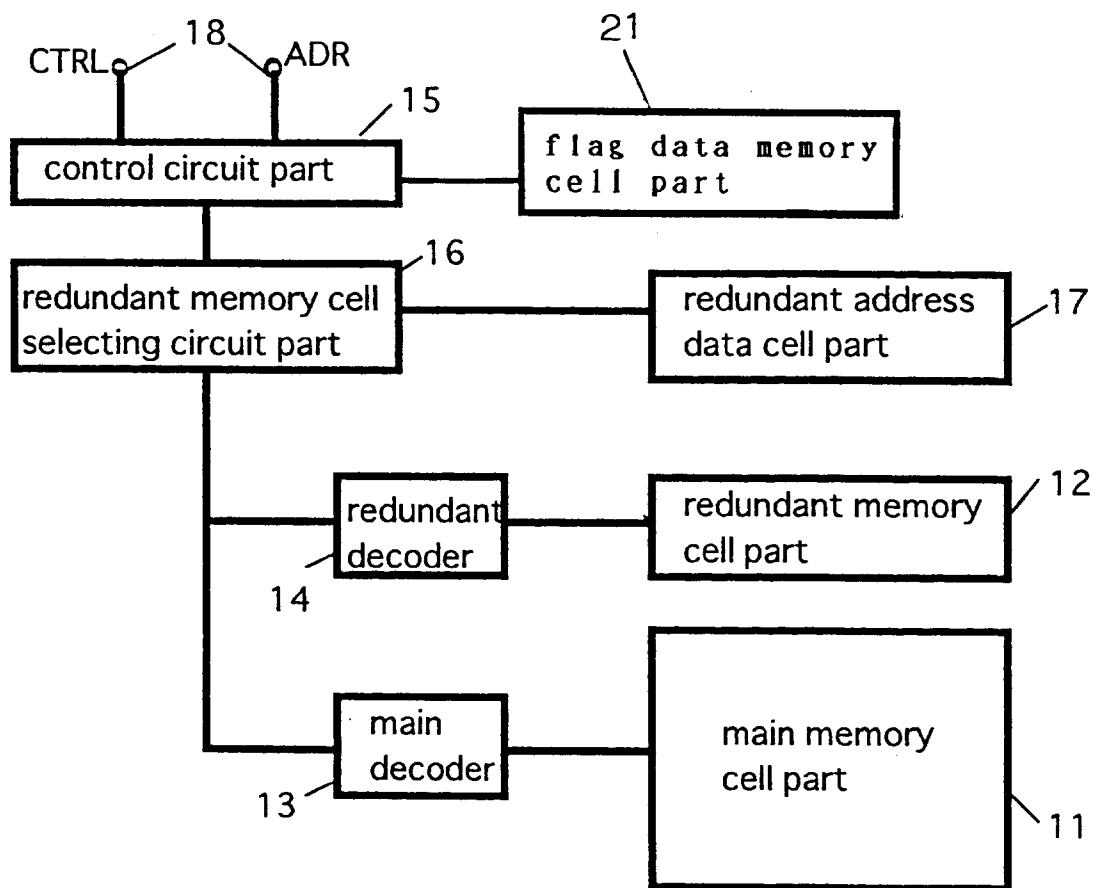 18
21
CTRL
ADR
15
control circuit part
flag data memory
cell part
16
redundant memory cell
selecting circuit part
redundant address
data cell part
17
redundant
decoder
14
redundant memory
cell part
12
main
decoder
13
main memory
cell part
11